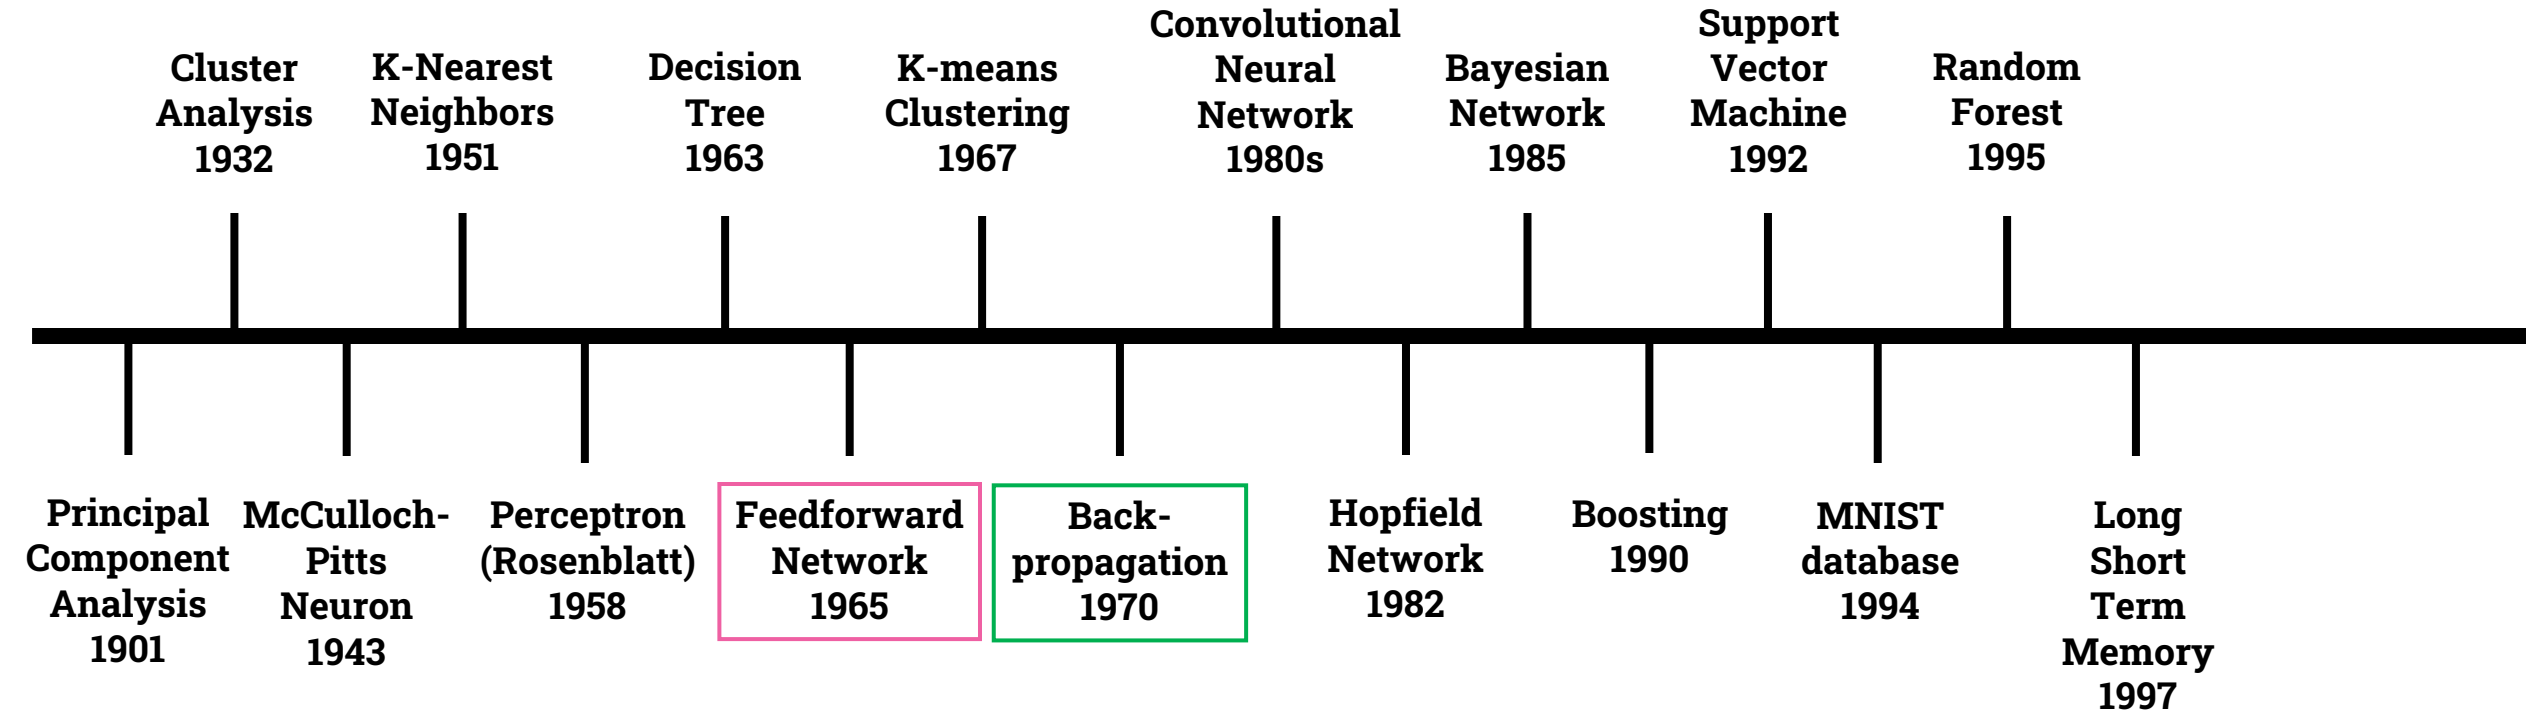 Cluster
Analysis
1932
K-Nearest
Neighbors
1951
Decision
Tree
1963
K-means
Clustering
1967
Convolutional
Neural
Network
1980s
Bayesian
Network
1985
Support
Vector
Machine
1992
Random
Forest
1995
Principal
Component
Analysis
1901
McCulloch-
Pitts
Neuron
1943
Perceptron
(Rosenblatt)
1958
Feedforward
Network
1965
Back-
propagation
1970
Hopfield
Network
1982
Boosting
1990
MNIST
database
1994
Long
Short
Term
Memory
1997